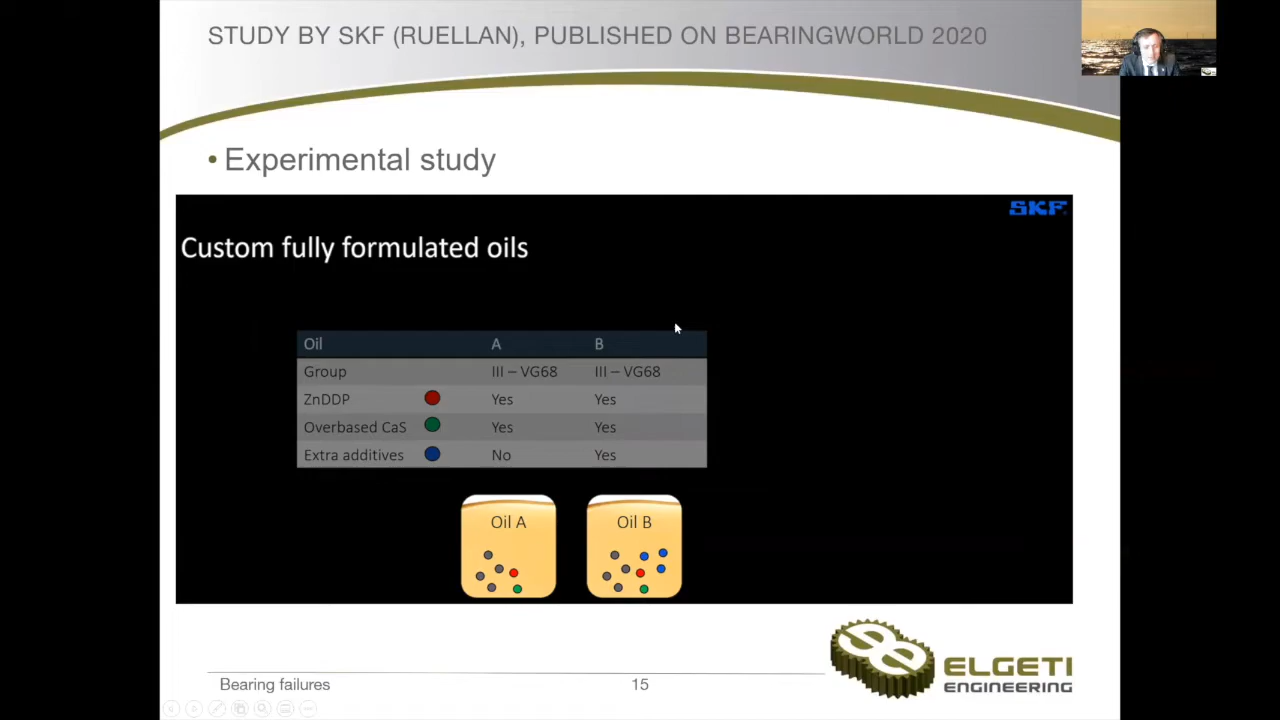 STUDY BY SKF (RUELLAN), PUBLISHED ON BEARINGWORLD 2020
• Experimental study
SKF
Custom fully formulated oils
Oil A B
Group III – VG68 III – VG68
ZnDDP Yes Yes
Overbased CaS Yes Yes
Extra additives No Yes
Oil A Oil B
ELGETI
ENGINEERING
Bearing failures 15